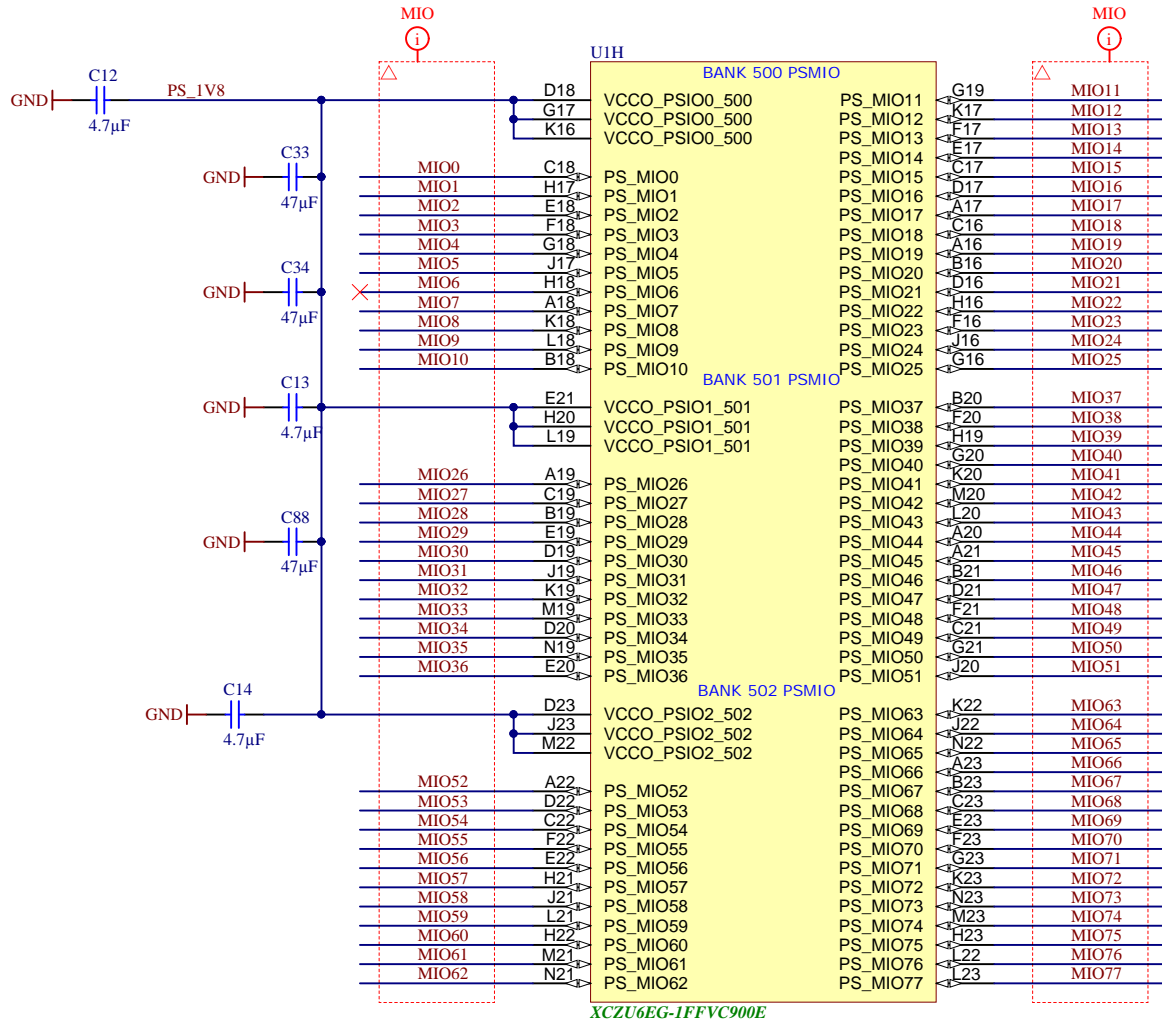 MIO
MIO
i
i
U1H
BANK 500 PSMIO
C12
GND
PS_1V8
4.7µF
D18 VCCO_PSIO0_500 PS_MIO11 G19 MIO11
G17 VCCO_PSIO0_500 PS_MIO12 K17 MIO12
K16 VCCO_PSIO0_500 PS_MIO13 F17 MIO13
PS_MIO14 E17 MIO14
C33
GND
47µF
MIO0 C18 PS_MIO0 PS_MIO15 C17 MIO15
MIO1 H17 PS_MIO1 PS_MIO16 D17 MIO16
MIO2 E18 PS_MIO2 PS_MIO17 A17 MIO17
MIO3 F18 PS_MIO3 PS_MIO18 C16 MIO18
MIO4 G18 PS_MIO4 PS_MIO19 A16 MIO19
C34
GND
47µF
MIO5 J17 PS_MIO5 PS_MIO20 B16 MIO20
MIO6 H18 PS_MIO6 PS_MIO21 D16 MIO21
MIO7 A18 PS_MIO7 PS_MIO22 H16 MIO22
MIO8 K18 PS_MIO8 PS_MIO23 F16 MIO23
MIO9 L18 PS_MIO9 PS_MIO24 J16 MIO24
MIO10 B18 PS_MIO10 PS_MIO25 G16 MIO25
BANK 501 PSMIO
C13
GND
4.7µF
E21 VCCO_PSIO1_501 PS_MIO37 B20 MIO37
H20 VCCO_PSIO1_501 PS_MIO38 F20 MIO38
L19 VCCO_PSIO1_501 PS_MIO39 H19 MIO39
PS_MIO40 G20 MIO40
MIO26 A19 PS_MIO26 PS_MIO41 K20 MIO41
MIO27 C19 PS_MIO27 PS_MIO42 M20 MIO42
MIO28 B19 PS_MIO28 PS_MIO43 L20 MIO43
C88
GND
47µF
MIO29 E19 PS_MIO29 PS_MIO44 A20 MIO44
MIO30 D19 PS_MIO30 PS_MIO45 A21 MIO45
MIO31 J19 PS_MIO31 PS_MIO46 B21 MIO46
MIO32 K19 PS_MIO32 PS_MIO47 D21 MIO47
MIO33 M19 PS_MIO33 PS_MIO48 F21 MIO48
MIO34 D20 PS_MIO34 PS_MIO49 C21 MIO49
MIO35 N19 PS_MIO35 PS_MIO50 G21 MIO50
MIO36 E20 PS_MIO36 PS_MIO51 J20 MIO51
BANK 502 PSMIO
C14
GND
4.7µF
D23 VCCO_PSIO2_502 PS_MIO63 K22 MIO63
J23 VCCO_PSIO2_502 PS_MIO64 J22 MIO64
M22 VCCO_PSIO2_502 PS_MIO65 N22 MIO65
PS_MIO66 A23 MIO66
MIO52 A22 PS_MIO52 PS_MIO67 B23 MIO67
MIO53 D22 PS_MIO53 PS_MIO68 C23 MIO68
MIO54 C22 PS_MIO54 PS_MIO69 E23 MIO69
MIO55 F22 PS_MIO55 PS_MIO70 F23 MIO70
MIO56 E22 PS_MIO56 PS_MIO71 G23 MIO71
MIO57 H21 PS_MIO57 PS_MIO72 K23 MIO72
MIO58 J21 PS_MIO58 PS_MIO73 N23 MIO73
MIO59 L21 PS_MIO59 PS_MIO74 M23 MIO74
MIO60 H22 PS_MIO60 PS_MIO75 H23 MIO75
MIO61 M21 PS_MIO61 PS_MIO76 L22 MIO76
MIO62 N21 PS_MIO62 PS_MIO77 L23 MIO77
XCZU6EG-1FFVC900E